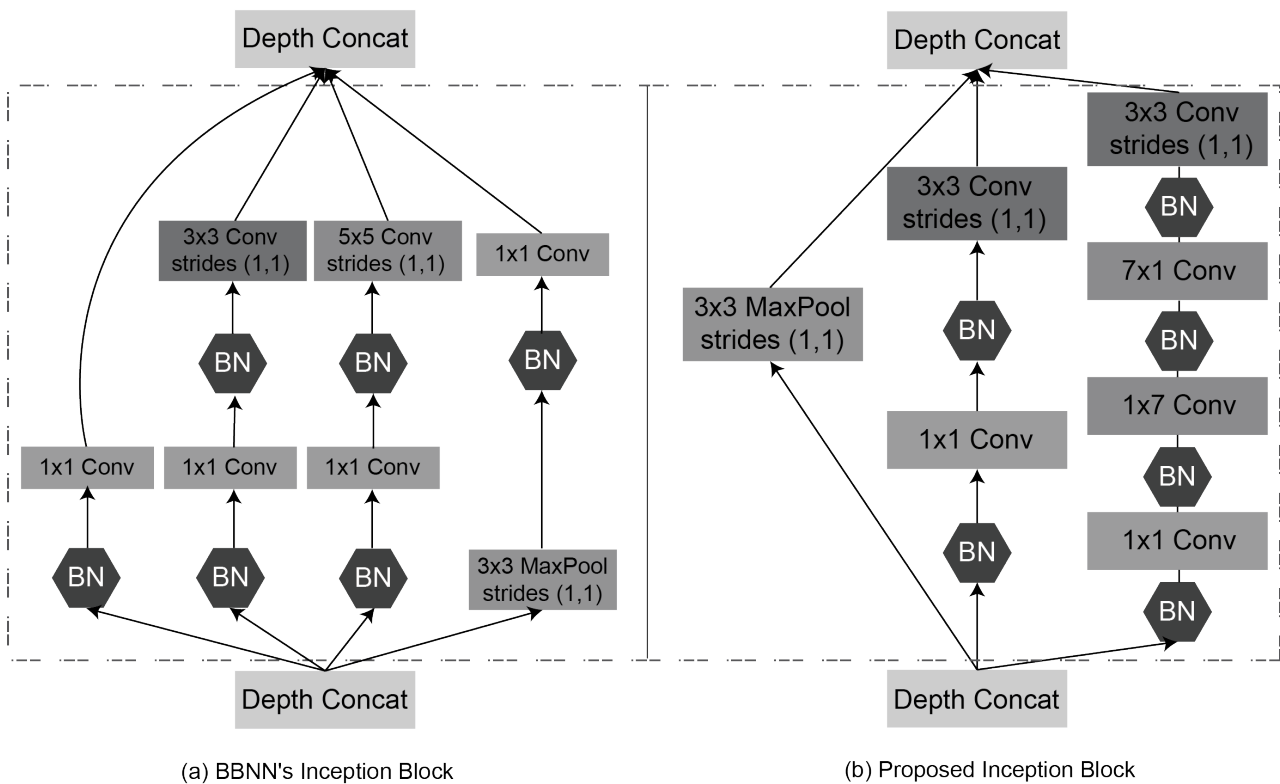 Depth Concat
3x3 Conv
strides (1,1)
5x5 Conv
strides (1,1)
1x1 Conv
BN
BN
BN
1x1 Conv
1x1 Conv
1x1 Conv
BN
BN
BN
3x3 MaxPool
strides (1,1)
Depth Concat
(a) BBNN's Inception Block
Depth Concat
3x3 MaxPool
strides (1,1)
3x3 Conv
strides (1,1)
BN
1x1 Conv
BN
3x3 Conv
strides (1,1)
BN
7x1 Conv
BN
1x7 Conv
BN
1x1 Conv
BN
Depth Concat
(b) Proposed Inception Block